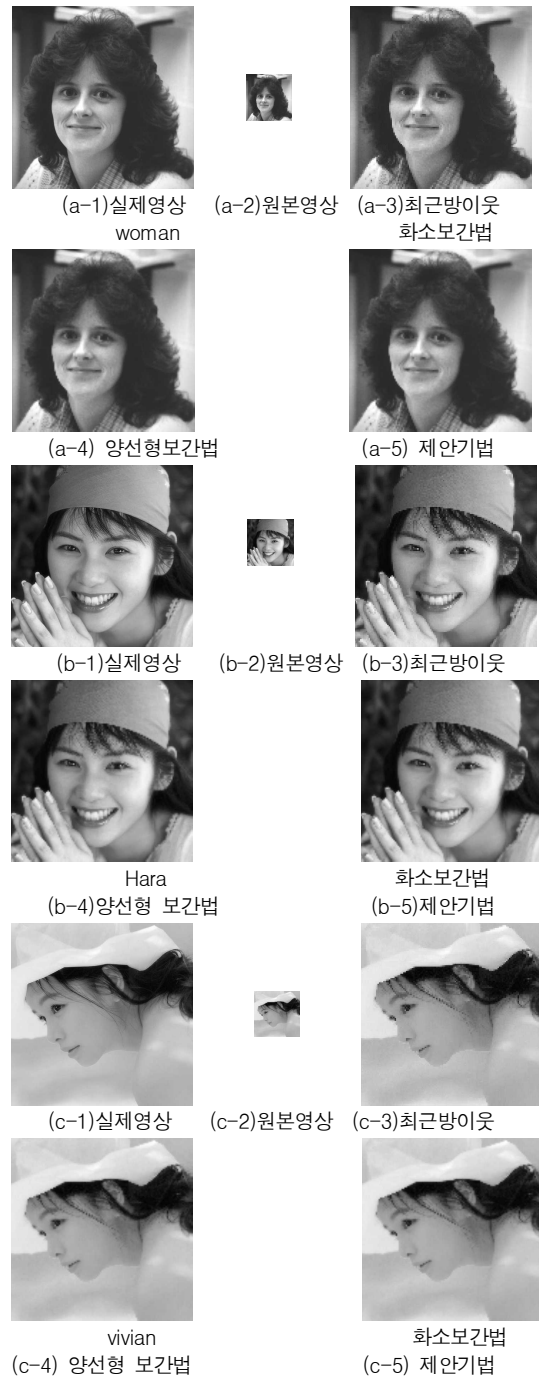 (a-1)실제영상 (a-2)원본영상 (a-3)최근방이웃
woman 화소보간법
(a-4) 양선형보간법 (a-5) 제안기법
(b-1)실제영상 (b-2)원본영상 (b-3)최근방이웃
Hara 화소보간법
(b-4)양선형 보간법 (b-5)제안기법
(c-1)실제영상 (c-2)원본영상 (c-3)최근방이웃
vivian 화소보간법
(c-4) 양선형 보간법 (c-5) 제안기법